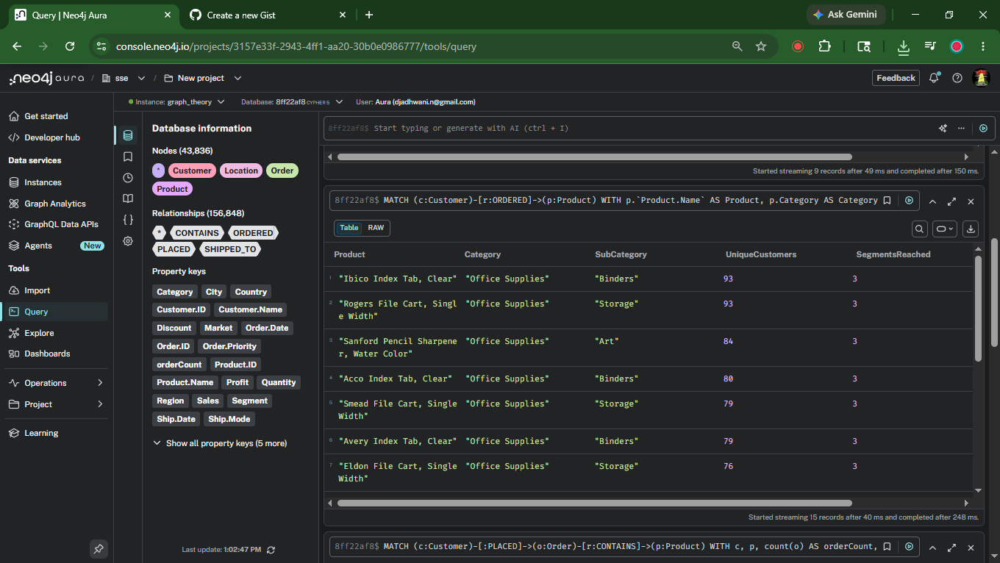 Query | Neo4j Aura
Create a new Gist
Ask Gemini
console.neo4j.io/projects/3157e33f-2943-4ff1-aa20-30b0e0986777/tools/query
neo4j aura / sse / New project
Feedback
Instance: graph_theory
Database: 8ff22af8 CYPHER 5
User: Aura (djadhwani.n@gmail.com)
Get started
Developer hub
Data services
Instances
Graph Analytics
GraphQL Data APIs
Agents New
Tools
Import
Query
Explore
Dashboards
Operations
Project
Learning
Database information
Nodes (43,836)
* Customer Location Order
Product
Relationships (156,848)
* CONTAINS ORDERED
PLACED SHIPPED_TO
Property keys
Category City Country
Customer.ID Customer.Name
Discount Market Order.Date
Order.ID Order.Priority
orderCount Product.ID
Product.Name Profit Quantity
Region Sales Segment
Ship.Date Ship.Mode
Show all property keys (5 more)
Last update: 1:02:47 PM
8ff22af8$ Start typing or generate with AI (ctrl + I)
Started streaming 9 records after 49 ms and completed after 150 ms.
8ff22af8$ MATCH (c:Customer)-[r:ORDERED]->(p:Product) WITH p.`Product.Name` AS Product, p.Category AS Category
Table RAW
Product Category SubCategory UniqueCustomers SegmentsReached
1 "Ibico Index Tab, Clear" "Office Supplies" "Binders" 93 3
2 "Rogers File Cart, Singl "Office Supplies" "Storage" 93 3
e Width"
3 "Sanford Pencil Sharpene "Office Supplies" "Art" 84 3
r, Water Color"
4 "Acco Index Tab, Clear" "Office Supplies" "Binders" 80 3
5 "Smead File Cart, Single "Office Supplies" "Storage" 79 3
Width"
6 "Avery Index Tab, Clear" "Office Supplies" "Binders" 79 3
7 "Eldon File Cart, Single "Office Supplies" "Storage" 76 3
Width"
Started streaming 15 records after 40 ms and completed after 248 ms.
8ff22af8$ MATCH (c:Customer)-[:PLACED]->(o:Order)-[r:CONTAINS]->(p:Product) WITH c, p, count(o) AS orderCount,